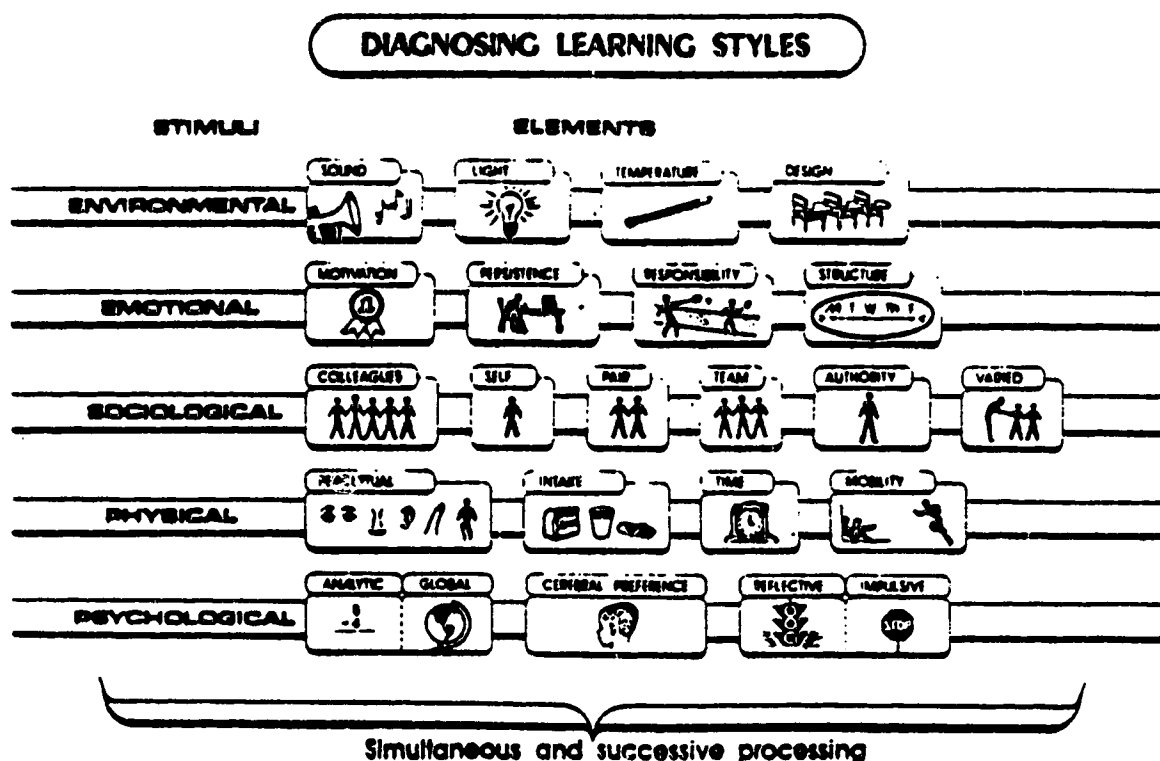 DIAGNOSING LEARNING STYLES
STIMULI ELEMENTS
ENVIRONMENTAL SOUND LIGHT TEMPERATURE DESIGN
EMOTIONAL MOTIVATION PERSISTENCE RESPONSIBILITY STRUCTURE
M T W Th F
SOCIOLOGICAL COLLEAGUES SELF PAIR TEAM AUTHORITY VARIED
PHYSICAL PERCEPTUAL INTAKE TIME MOBILITY
PSYCHOLOGICAL ANALYTIC GLOBAL CEREBRAL PREFERENCE REFLECTIVE IMPULSIVE
STOP
Simultaneous and successive processing